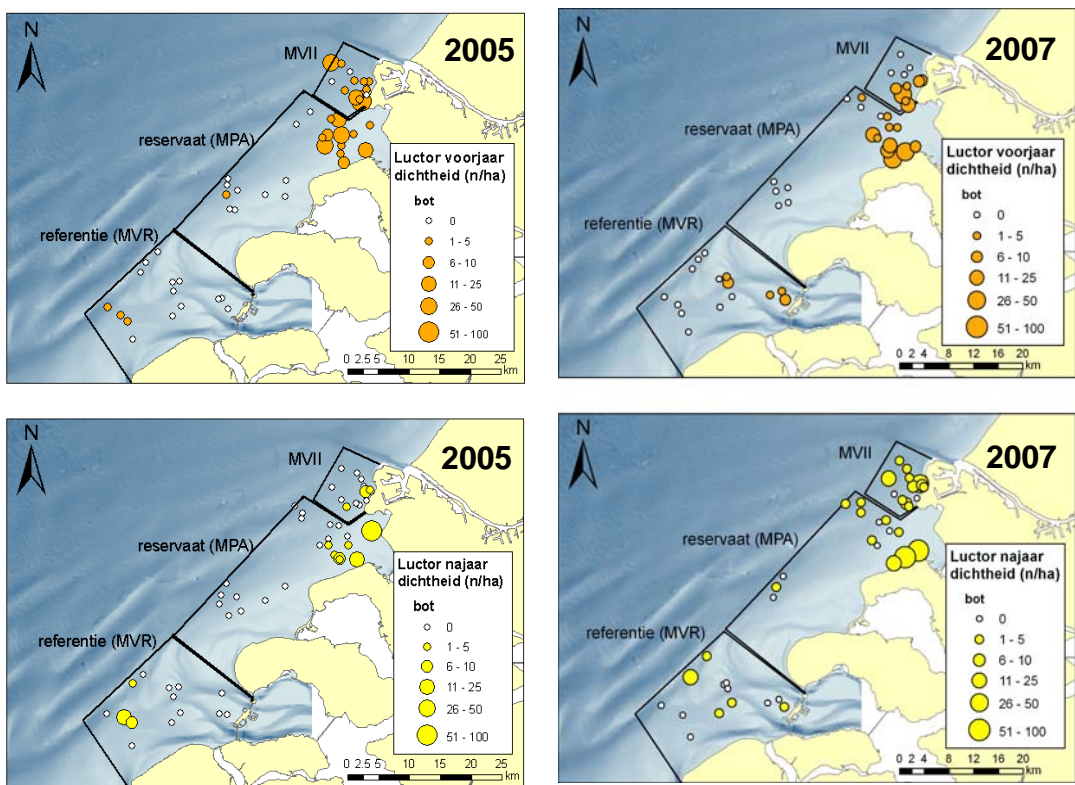 N
2005
MVII
reservaat (MPA)
referentie (MVR)
Luctor voorjaar
dichtheid (n/ha)
bot
0
1 - 5
6 - 10
11 - 25
26 - 50
51 - 100
0 2.5 5 10 15 20 25
km
N
2007
MVII
reservaat (MPA)
referentie (MVR)
Luctor voorjaar
dichtheid (n/ha)
bot
0
1 - 5
6 - 10
11 - 25
26 - 50
51 - 100
0 2 4 8 12 16 20
km
N
2005
MVII
reservaat (MPA)
referentie (MVR)
Luctor najaar
dichtheid (n/ha)
bot
0
1 - 5
6 - 10
11 - 25
26 - 50
51 - 100
0 2.5 5 10 15 20 25
km
N
2007
MVII
reservaat (MPA)
referentie (MVR)
Luctor najaar
dichtheid (n/ha)
bot
0
1 - 5
6 - 10
11 - 25
26 - 50
51 - 100
0 2 4 8 12 16 20
km